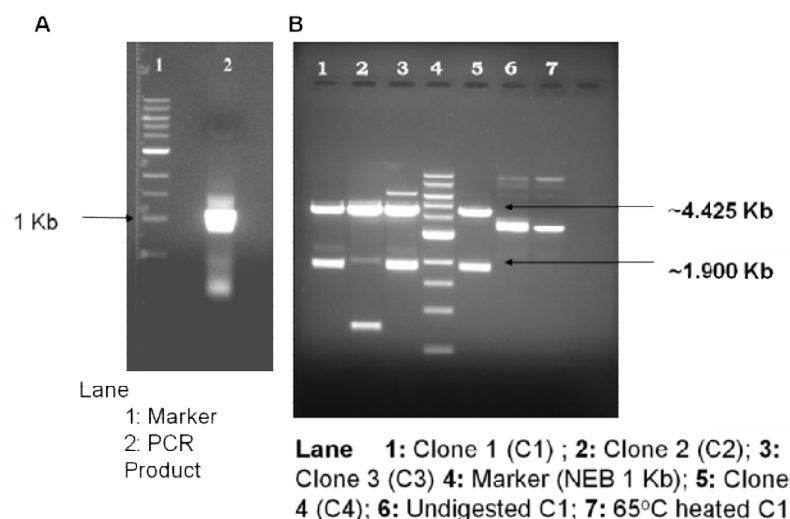 A
B
1 2
1 2 3 4 5 6 7
1 Kb
~4.425 Kb
~1.900 Kb
Lane
1: Marker
2: PCR
Product
Lane 1: Clone 1 (C1) ; 2: Clone 2 (C2); 3:
Clone 3 (C3) 4: Marker (NEB 1 Kb); 5: Clone
4 (C4); 6: Undigested C1; 7: 65ºC heated C1